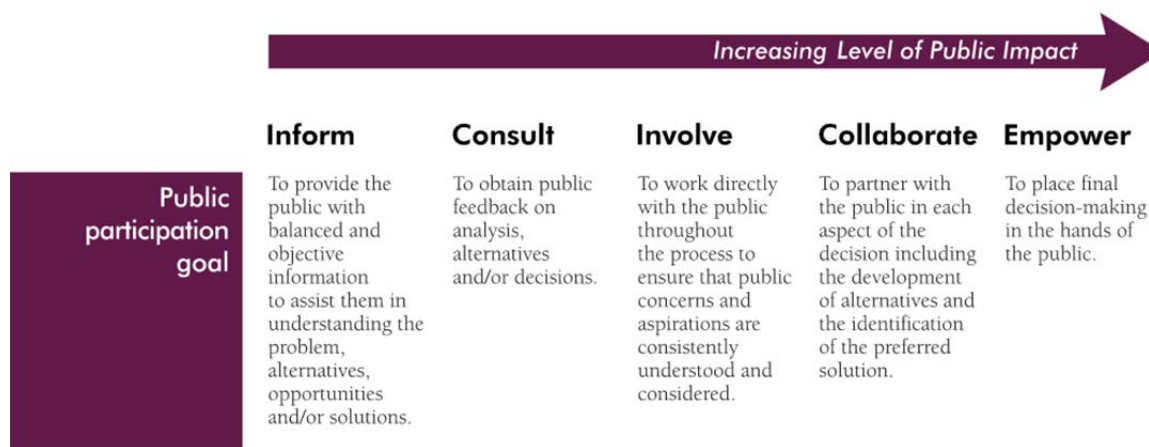 Increasing Level of Public Impact
Inform
Consult
Involve
Collaborate
Empower
Public
participation
goal
To provide the
public with
balanced and
objective
information
to assist them in
understanding the
problem,
alternatives,
opportunities
and/or solutions.
To obtain public
feedback on
analysis,
alternatives
and/or decisions.
To work directly
with the public
throughout
the process to
ensure that public
concerns and
aspirations are
consistently
understood and
considered.
To partner with
the public in each
aspect of the
decision including
the development
of alternatives and
the identification
of the preferred
solution.
To place final
decision-making
in the hands of
the public.